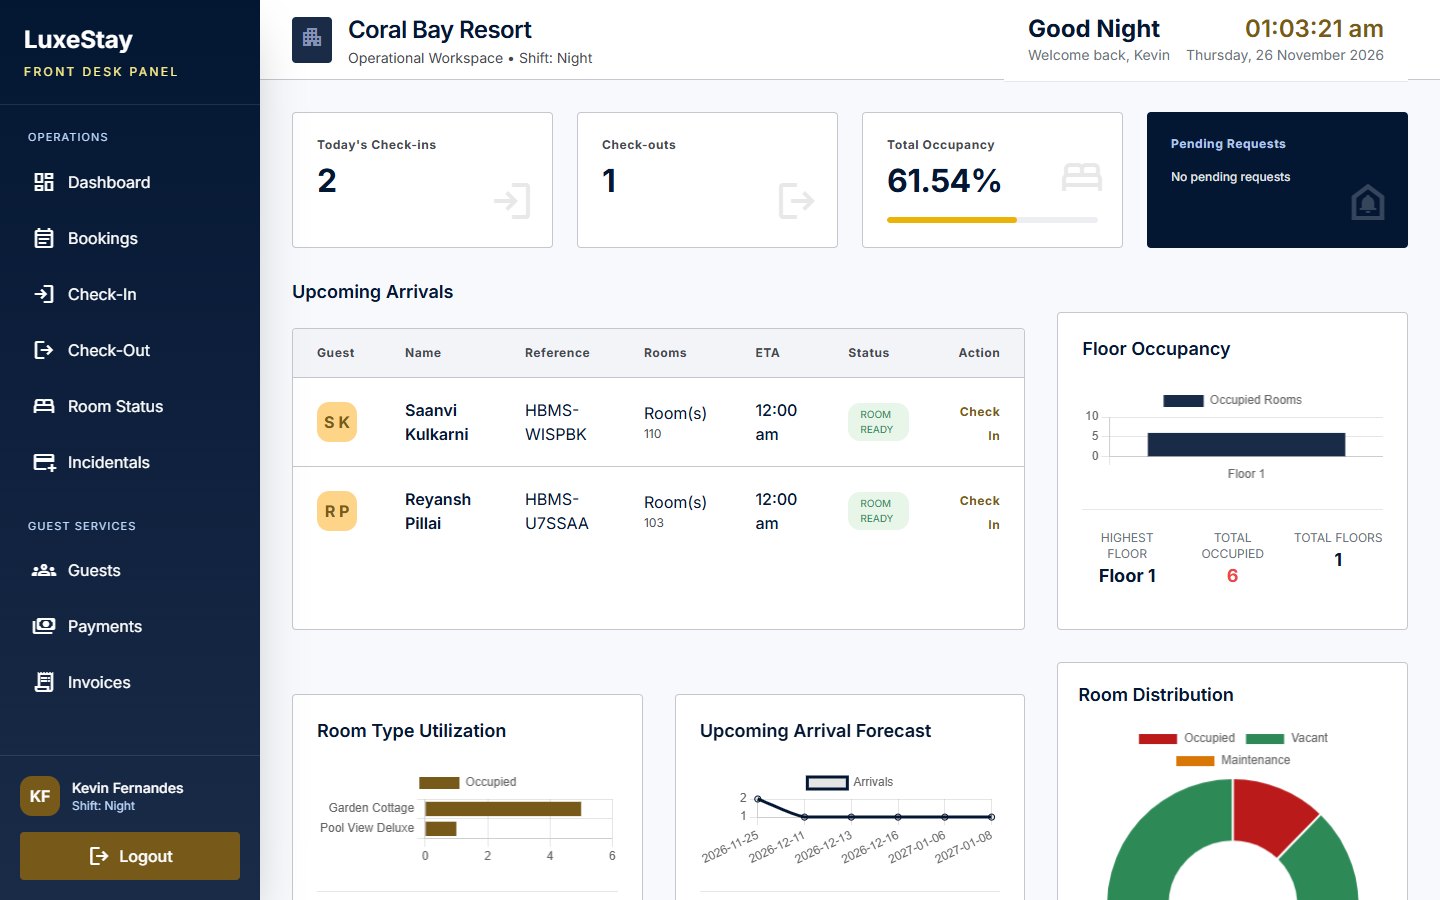 LuxeStay
FRONT DESK PANEL
OPERATIONS
Dashboard
Bookings
Check-In
Check-Out
Room Status
Incidentals
GUEST SERVICES
Guests
Payments
Invoices
KF
Kevin Fernandes
Shift: Night
Logout
Coral Bay Resort
Operational Workspace • Shift: Night
Good Night
Welcome back, Kevin
01:03:21 am
Thursday, 26 November 2026
Today's Check-ins
2
Check-outs
1
Total Occupancy
61.54%
Pending Requests
No pending requests
Upcoming Arrivals
Guest Name Reference Rooms ETA Status Action
S K
Saanvi
Kulkarni
HBMS-
WISPBK
Room(s)
110
12:00
am
ROOM
READY
Check
In
R P
Reyansh
Pillai
HBMS-
U7SSAA
Room(s)
103
12:00
am
ROOM
READY
Check
In
Floor Occupancy
Occupied Rooms
10
5
0
Floor 1
HIGHEST
FLOOR
Floor 1
TOTAL
OCCUPIED
6
TOTAL FLOORS
1
Room Type Utilization
Occupied
Garden Cottage
Pool View Deluxe
0 2 4 6
Upcoming Arrival Forecast
Arrivals
2
1
2026-11-25 2026-12-11 2026-12-13 2026-12-16 2027-01-06 2027-01-08
Room Distribution
Occupied Vacant
Maintenance